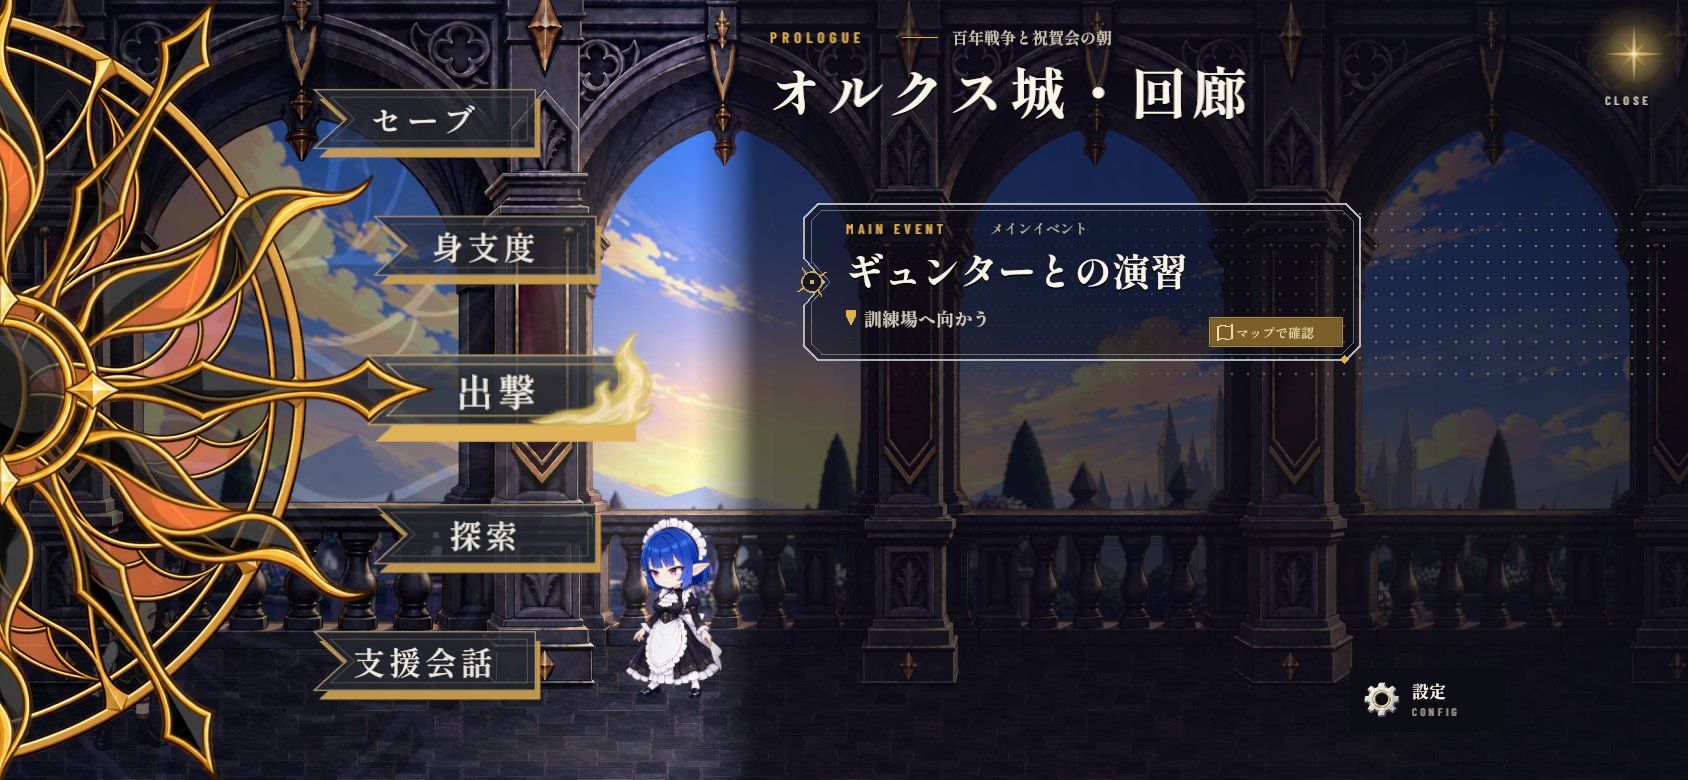 PROLOGUE 百年戦争と祝賀会の朝
オルクス城・回廊
CLOSE
セーブ
身支度
出撃
探索
支援会話
MAIN EVENT メインイベント
ギュンターとの演習
訓練場へ向かう
マップで確認
設定
CONFIG